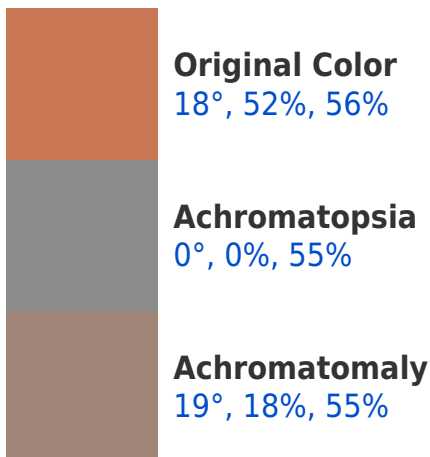 Original Color
18°, 52%, 56%
Achromatopsia
0°, 0%, 55%
Achromatomaly
19°, 18%, 55%